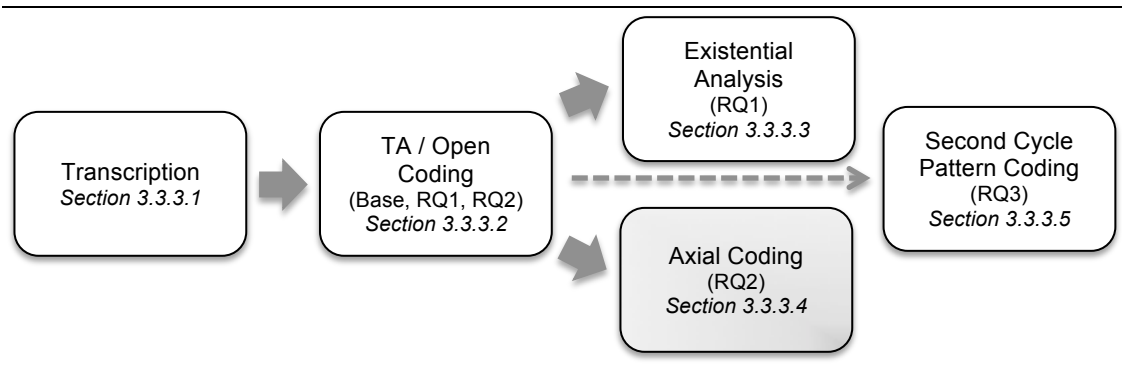 Transcription
Section 3.3.3.1
TA / Open
Coding
(Base, RQ1, RQ2)
Section 3.3.3.2
Existential
Analysis
(RQ1)
Section 3.3.3.3
Axial Coding
(RQ2)
Section 3.3.3.4
Second Cycle
Pattern Coding
(RQ3)
Section 3.3.3.5